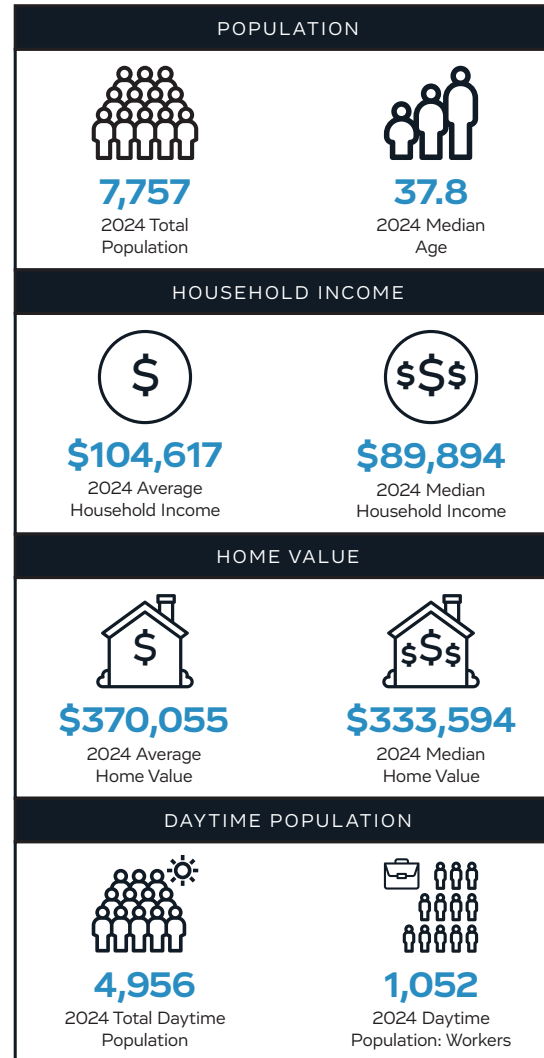 POPULATION
7,757
2024 Total
Population
37.8
2024 Median
Age
HOUSEHOLD INCOME
$
$104,617
2024 Average
Household Income
$$$
$89,894
2024 Median
Household Income
HOME VALUE
$
$370,055
2024 Average
Home Value
$$$
$333,594
2024 Median
Home Value
DAYTIME POPULATION
4,956
2024 Total Daytime
Population
1,052
2024 Daytime
Population: Workers